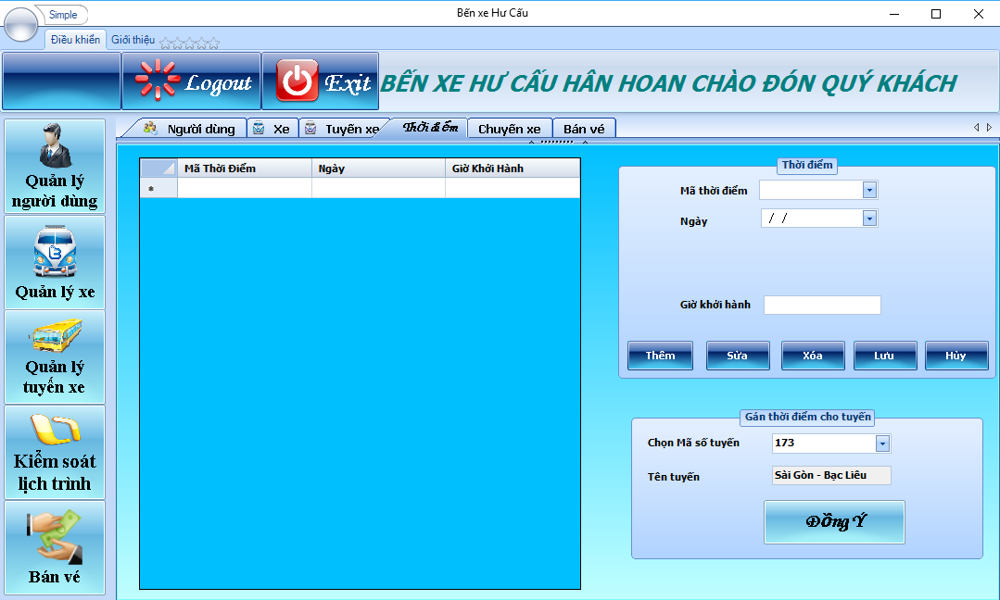 Simple
Bến xe Hư Cấu
Điều khiển
Giới thiệu
Logout
Exit
BẾN XE HƯ CẤU HÂN HOAN CHÀO ĐÓN QUÝ KHÁCH
Quản lý
người dùng
Quản lý xe
Quản lý
tuyến xe
Kiểm soát
lịch trình
Bán vé
Người dùng
Xe
Tuyến xe
Thời điểm
Chuyến xe
Bán vé
Mã Thời Điểm
Ngày
Giờ Khởi Hành
Thời điểm
Mã thời điểm
Ngày
/ /
Giờ khởi hành
Thêm
Sửa
Xóa
Lưu
Hủy
Gán thời điểm cho tuyến
Chọn Mã số tuyến
173
Tên tuyến
Sài Gòn - Bạc Liêu
Đồng Ý